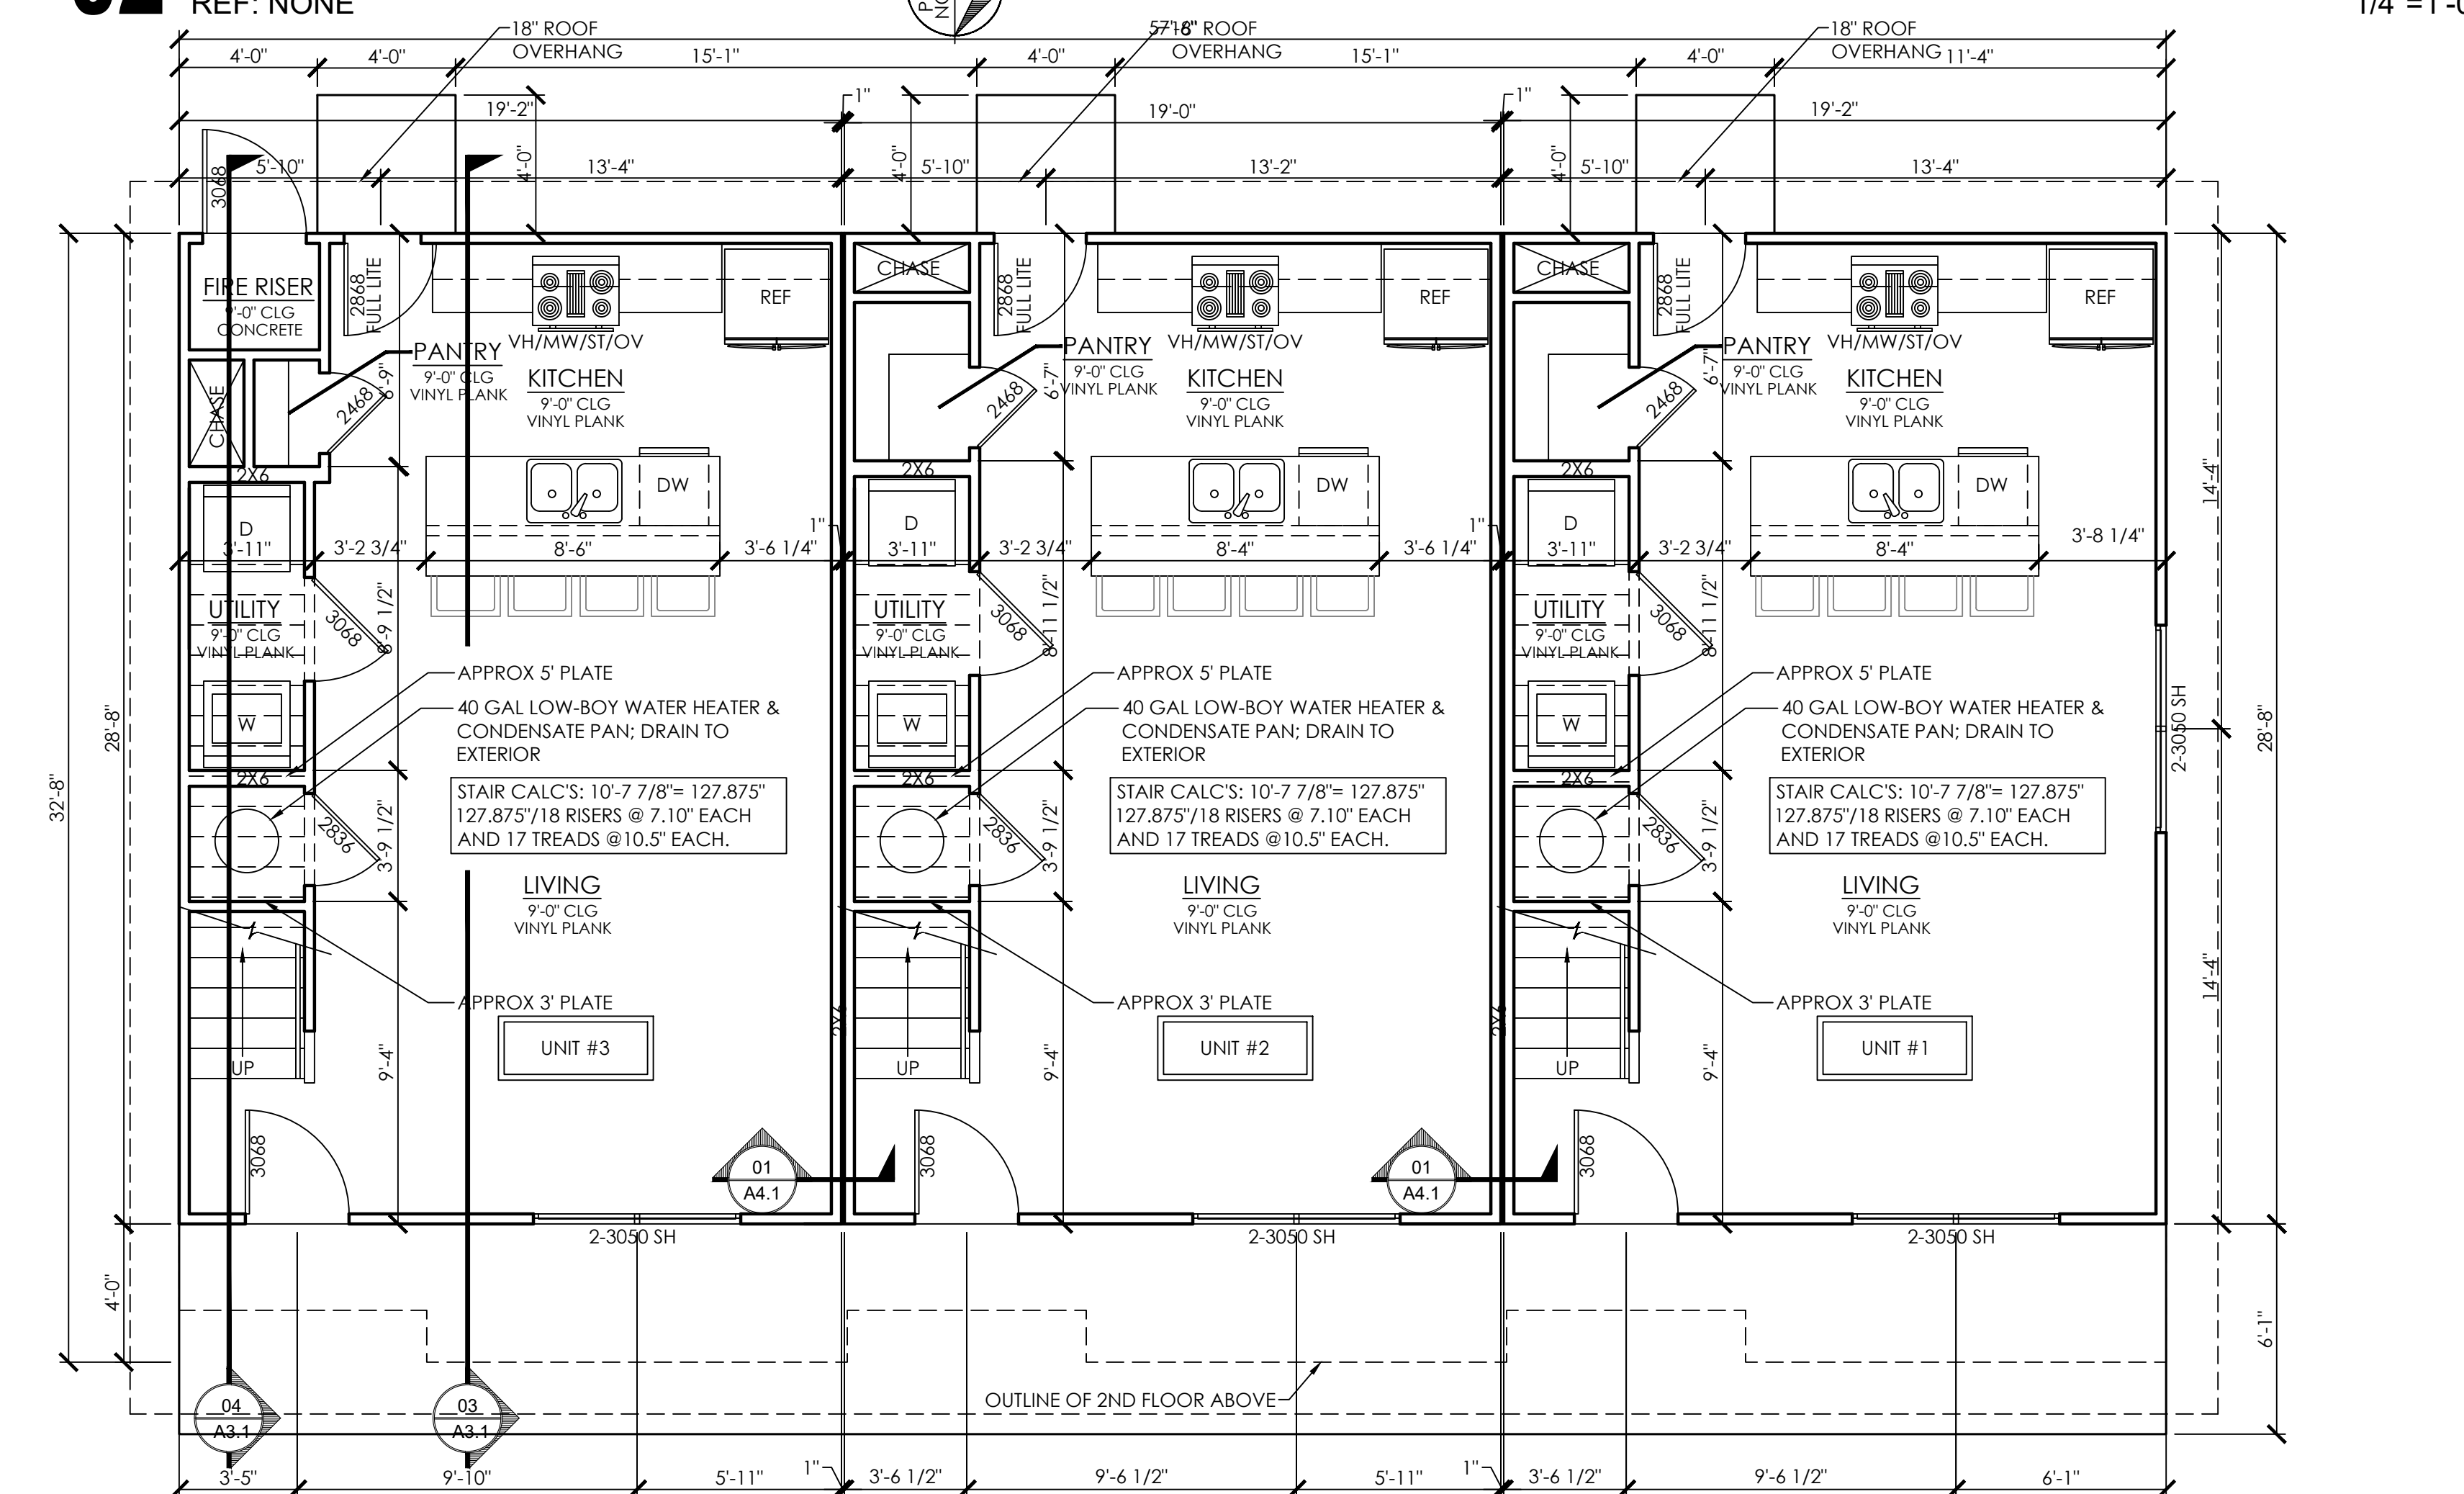 02 REF: NONE
1/4"=1'-0
18" ROOF
OVERHANG
57'-6"
18" ROOF
OVERHANG
18" ROOF
OVERHANG
4'-0"
4'-0"
15'-1"
4'-0"
15'-1"
4'-0"
11'-4"
19'-2"
1"
19'-0"
1"
19'-2"
5'-10"
4'-0"
13'-4"
4'-0"
5'-10"
13'-2"
4'-0"
5'-10"
13'-4"
3068
FIRE RISER
9'-0" CLG
CONCRETE
2868
FULL LITE
REF
CHASE
2868
FULL LITE
REF
CHASE
2868
FULL LITE
REF
VH/MW/ST/OV
VH/MW/ST/OV
VH/MW/ST/OV
PANTRY
9'-0" CLG
VINYL PLANK
KITCHEN
9'-0" CLG
VINYL PLANK
PANTRY
9'-0" CLG
VINYL PLANK
KITCHEN
9'-0" CLG
VINYL PLANK
PANTRY
9'-0" CLG
VINYL PLANK
KITCHEN
9'-0" CLG
VINYL PLANK
CHASE
2468
6'-9"
2468
6'-7"
2468
6'-7"
2X6
2X6
2X6
D
DW
D
DW
D
DW
14'-4"
3'-11"
3'-2 3/4"
8'-6"
3'-6 1/4"
1"
3'-11"
3'-2 3/4"
8'-4"
3'-6 1/4"
1"
3'-11"
3'-2 3/4"
8'-4"
3'-8 1/4"
UTILITY
9'-0" CLG
VINYL PLANK
3068
8'-9 1/2"
UTILITY
9'-0" CLG
VINYL PLANK
3068
8'-11 1/2"
UTILITY
9'-0" CLG
VINYL PLANK
3068
8'-11 1/2"
32'-8"
28'-8"
2-3050 SH
28'-8"
W
W
W
APPROX 5' PLATE
40 GAL LOW-BOY WATER HEATER &
CONDENSATE PAN; DRAIN TO
EXTERIOR
APPROX 5' PLATE
40 GAL LOW-BOY WATER HEATER &
CONDENSATE PAN; DRAIN TO
EXTERIOR
APPROX 5' PLATE
40 GAL LOW-BOY WATER HEATER &
CONDENSATE PAN; DRAIN TO
EXTERIOR
2X6
2X6
2X6
STAIR CALC'S: 10'-7 7/8"= 127.875"
127.875"/18 RISERS @ 7.10" EACH
AND 17 TREADS @10.5" EACH.
STAIR CALC'S: 10'-7 7/8"= 127.875"
127.875"/18 RISERS @ 7.10" EACH
AND 17 TREADS @10.5" EACH.
STAIR CALC'S: 10'-7 7/8"= 127.875"
127.875"/18 RISERS @ 7.10" EACH
AND 17 TREADS @10.5" EACH.
2836
3'-9 1/2"
2836
3'-9 1/2"
2836
3'-9 1/2"
LIVING
9'-0" CLG
VINYL PLANK
LIVING
9'-0" CLG
VINYL PLANK
LIVING
9'-0" CLG
VINYL PLANK
14'-4"
APPROX 3' PLATE
APPROX 3' PLATE
APPROX 3' PLATE
2X6
2X6
UNIT #3
UNIT #2
UNIT #1
UP
9'-4"
UP
9'-4"
UP
9'-4"
3068
01
A4.1
3068
01
A4.1
3068
2-3050 SH
2-3050 SH
2-3050 SH
4'-0"
6'-1"
OUTLINE OF 2ND FLOOR ABOVE
04
A3.1
03
A3.1
3'-5"
9'-10"
5'-11"
1"
3'-6 1/2"
9'-6 1/2"
5'-11"
1"
3'-6 1/2"
9'-6 1/2"
6'-1"